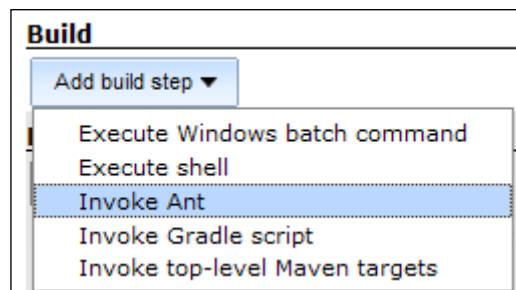 Build
Add build step ▼
Execute Windows batch command
Execute shell
Invoke Ant
Invoke Gradle script
Invoke top-level Maven targets